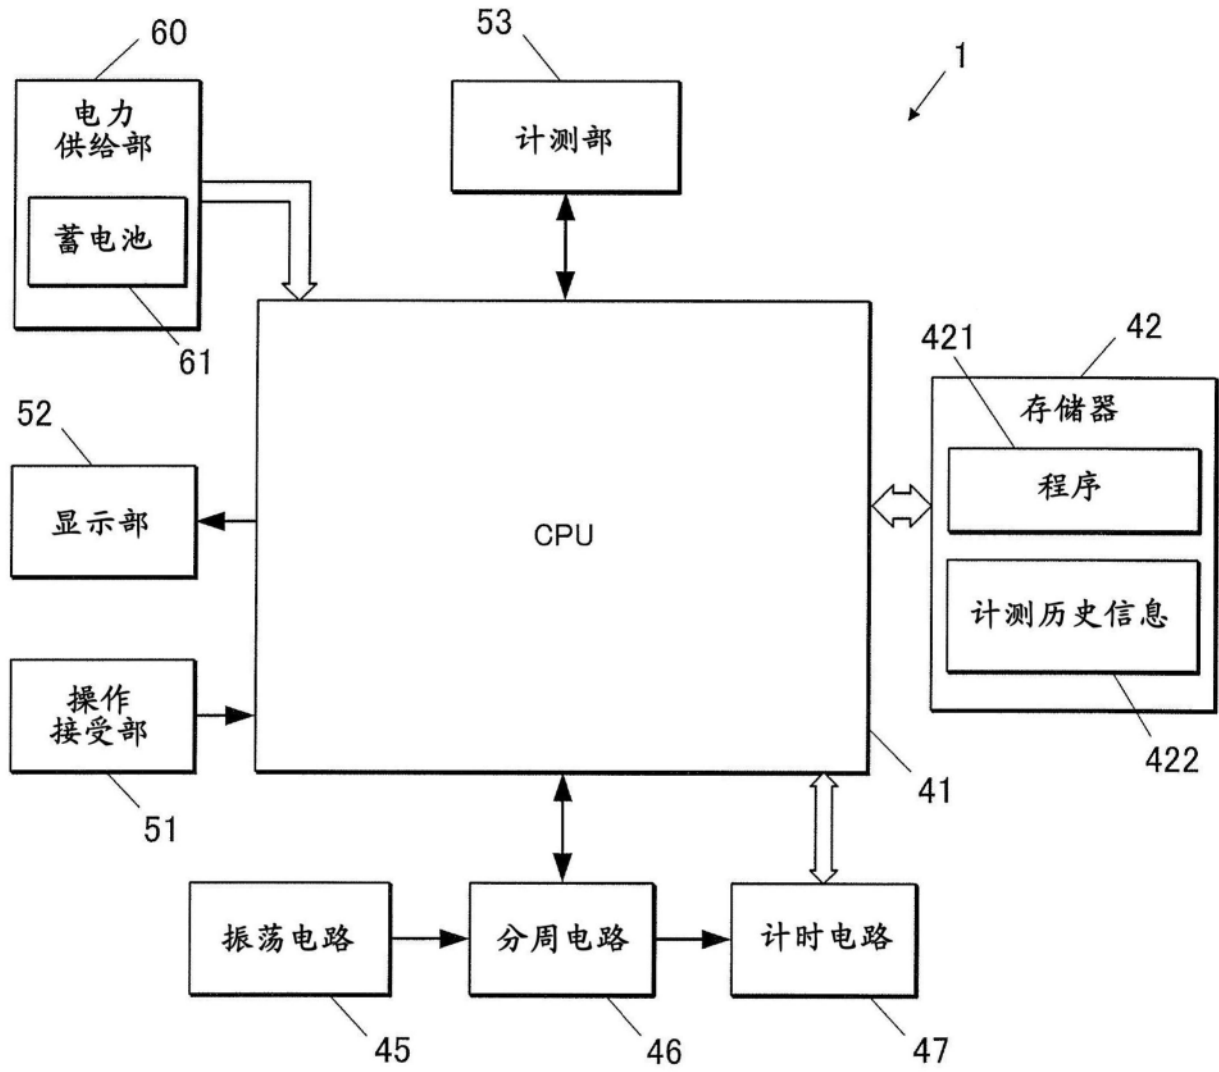 60
53
1
电力
供给部
计测部
蓄电池
61
421
42
存储器
52
程序
显示部
CPU
计测历史信息
操作
接受部
422
41
51
振荡电路
分周电路
计时电路
45
46
47